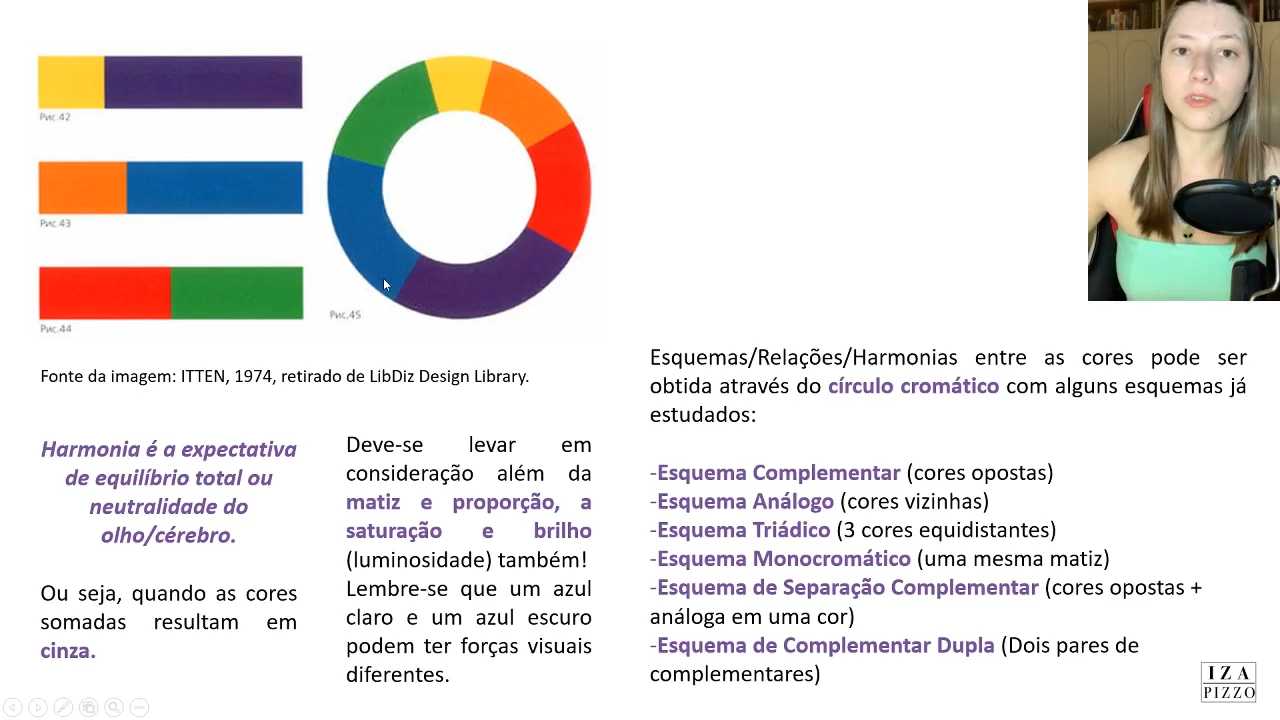 Рис.42
Рис.43
Рис.44
Рис.45
Fonte da imagem: ITTEN, 1974, retirado de LibDiz Design Library.
Harmonia é a expectativa
de equilíbrio total ou
neutralidade do
olho/cérebro.
Ou seja, quando as cores
somadas resultam em
cinza.
Deve-se levar em
consideração além da
matiz e proporção, a
saturação e brilho
(luminosidade) também!
Lembre-se que um azul
claro e um azul escuro
podem ter forças visuais
diferentes.
Esquemas/Relações/Harmonias entre as cores pode ser
obtida através do círculo cromático com alguns esquemas já
estudados:
-Esquema Complementar (cores opostas)
-Esquema Análogo (cores vizinhas)
-Esquema Triádico (3 cores equidistantes)
-Esquema Monocromático (uma mesma matiz)
-Esquema de Separação Complementar (cores opostas +
análoga em uma cor)
-Esquema de Complementar Dupla (Dois pares de
complementares)
IZA
PIZZO